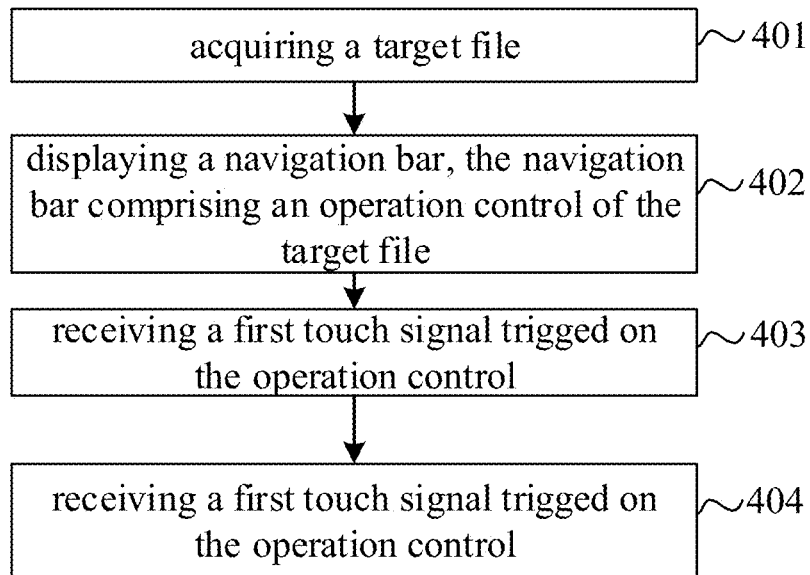 acquiring a target file
401
displaying a navigation bar, the navigation
bar comprising an operation control of the
target file
402
receiving a first touch signal trigged on
the operation control
403
receiving a first touch signal trigged on
the operation control
404